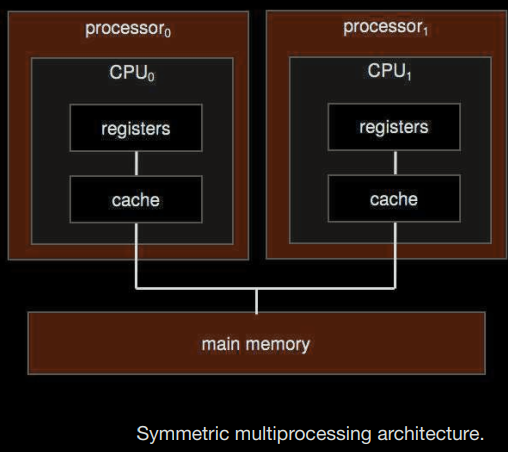 processor₀ processor₁
CPU₀ CPU₁
registers registers
cache cache
main memory
Symmetric multiprocessing architecture.